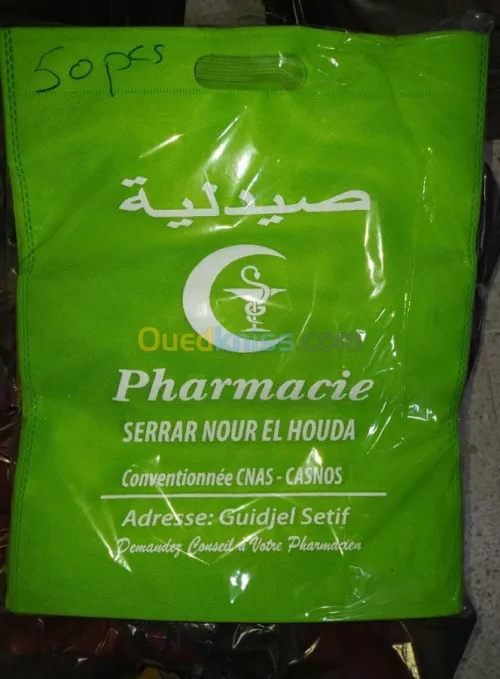 50pcs
صيدلية
Ouedkniss.com
Pharmacie
SERRAR NOUR EL HOUDA
Conventionnée CNAS - CASNOS
Adresse: Guidjel Setif
Demandez Conseil à Votre Pharmacien